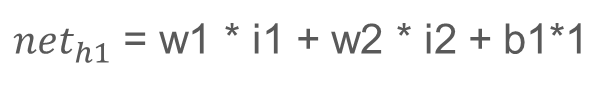 net_h1 = w1 * i1 + w2 * i2 + b1*1